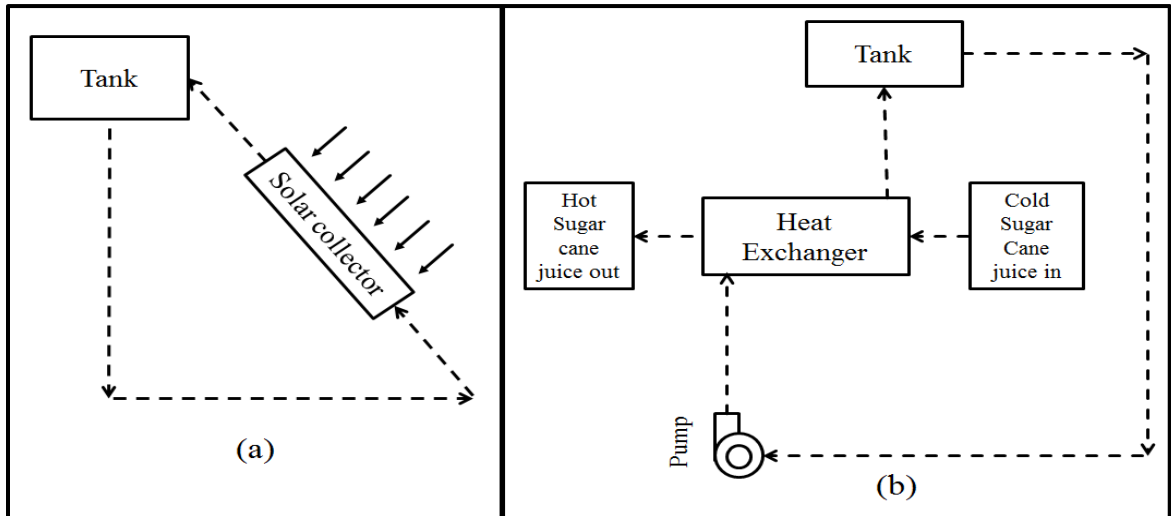 Tank
Solar collector
(a)
Tank
Hot
Sugar
cane
juice out
Heat
Exchanger
Cold
Sugar
Cane
juice in
Pump
(b)